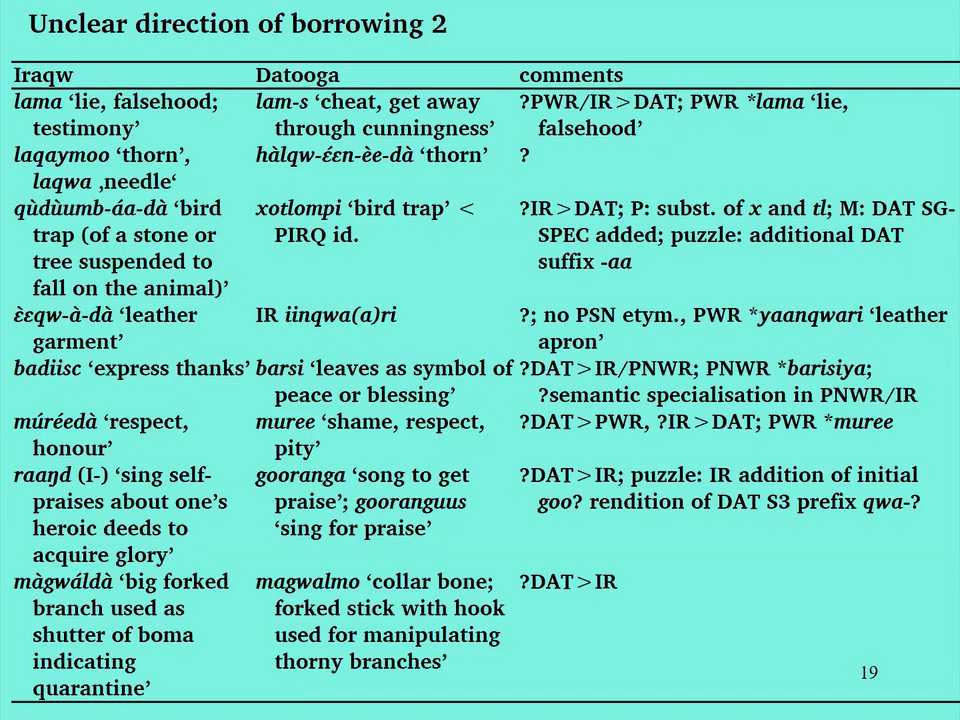 Unclear direction of borrowing 2
Iraqw Datooga comments
lama ‘lie, falsehood; lam-s ‘cheat, get away ?PWR/IR>DAT; PWR *lama ‘lie,
testimony’ through cunningness’ falsehood’
laqaymoo ‘thorn’, hàlqw-ɛ́ɛn-èe-dà ‘thorn’ ?
laqwa ‚needle‘
qùdùumb-áa-dà ‘bird xotlompi ‘bird trap’ < ?IR>DAT; P: subst. of x and tl; M: DAT SG-
trap (of a stone or PIRQ id. SPEC added; puzzle: additional DAT
tree suspended to suffix -aa
fall on the animal)’
ɛ̀ɛqw-à-dà ‘leather IR iinqwa(a)ri ?; no PSN etym., PWR *yaanqwari ‘leather
garment’ apron’
badiisc ‘express thanks’ barsi ‘leaves as symbol of ?DAT>IR/PNWR; PNWR *barisiya;
peace or blessing’ ?semantic specialisation in PNWR/IR
múréedà ‘respect, muree ‘shame, respect, ?DAT>PWR, ?IR>DAT; PWR *muree
honour’ pity’
raaŋd (I-) ‘sing self- gooranga ‘song to get ?DAT>IR; puzzle: IR addition of initial
praises about one’s praise’; gooranguus goo? rendition of DAT S3 prefix qwa-?
heroic deeds to ‘sing for praise’
acquire glory’
màgwáldà ‘big forked magwalmo ‘collar bone; ?DAT>IR
branch used as forked stick with hook
shutter of boma used for manipulating
indicating thorny branches’
quarantine’
19